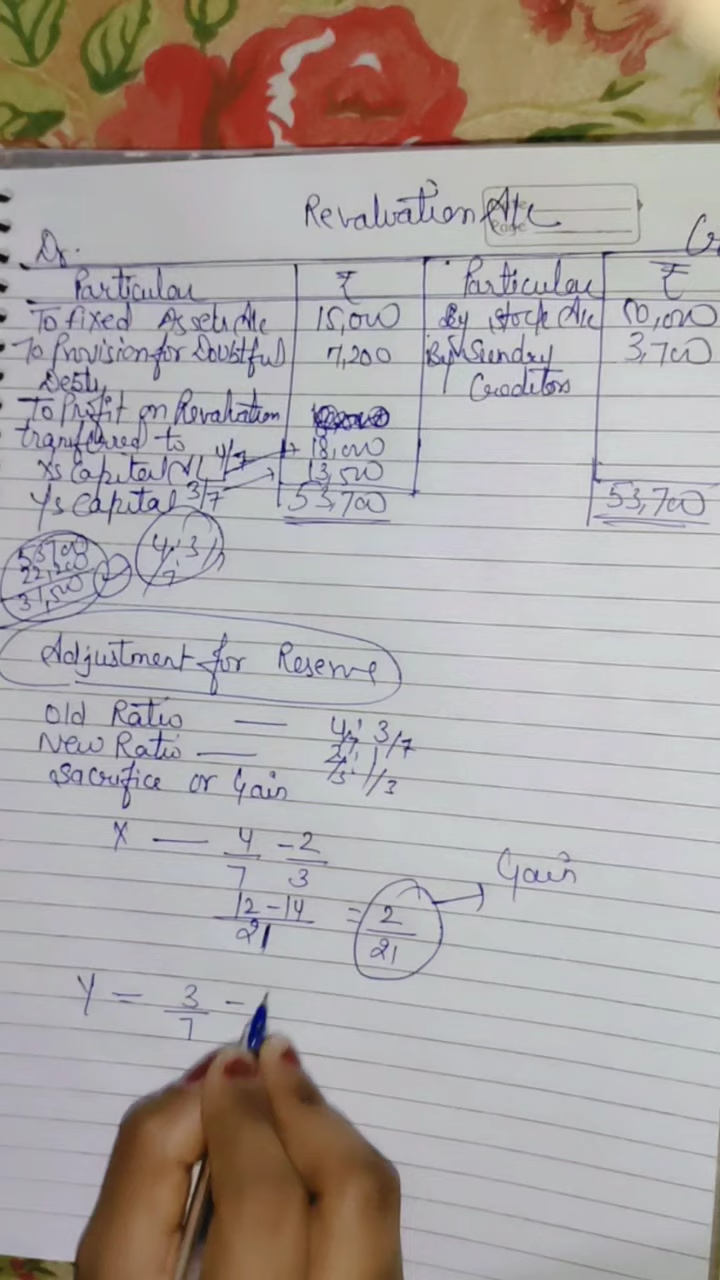 Revaluation A/c
Dr. Cr
Particular ₹ Particular ₹
To fixed Assets A/c 15,000 By stock A/c 50,000
To Provision for Doubtful 7,200 By Sundry 3,700
Debts Creditors
To Profit on Revaluation
transferred to 18,000
X's Capital A/c 4/7 13,500
Y's Capital 3/7 53,700 53,700
53700
22,200
31,500
4:3/7
Adjustment for Reserve
Old Ratio — 4: 3/7
New Ratio — 2/3: 1/3
Sacrifice or Gain
X — 4/7 - 2/3
12-14/21 = 2/21 Gain
Y = 3/7 -